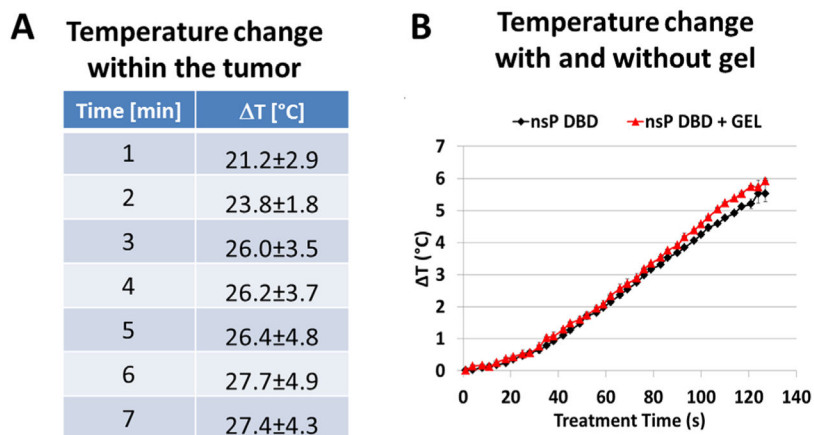 A
Temperature change
within the tumor
Time [min] ΔT [°C]
1 21.2±2.9
2 23.8±1.8
3 26.0±3.5
4 26.2±3.7
5 26.4±4.8
6 27.7±4.9
7 27.4±4.3
B
Temperature change
with and without gel
nsP DBD nsP DBD + GEL
7
6
5
4
3
2
1
0
ΔT (°C)
0 20 40 60 80 100 120 140
Treatment Time (s)